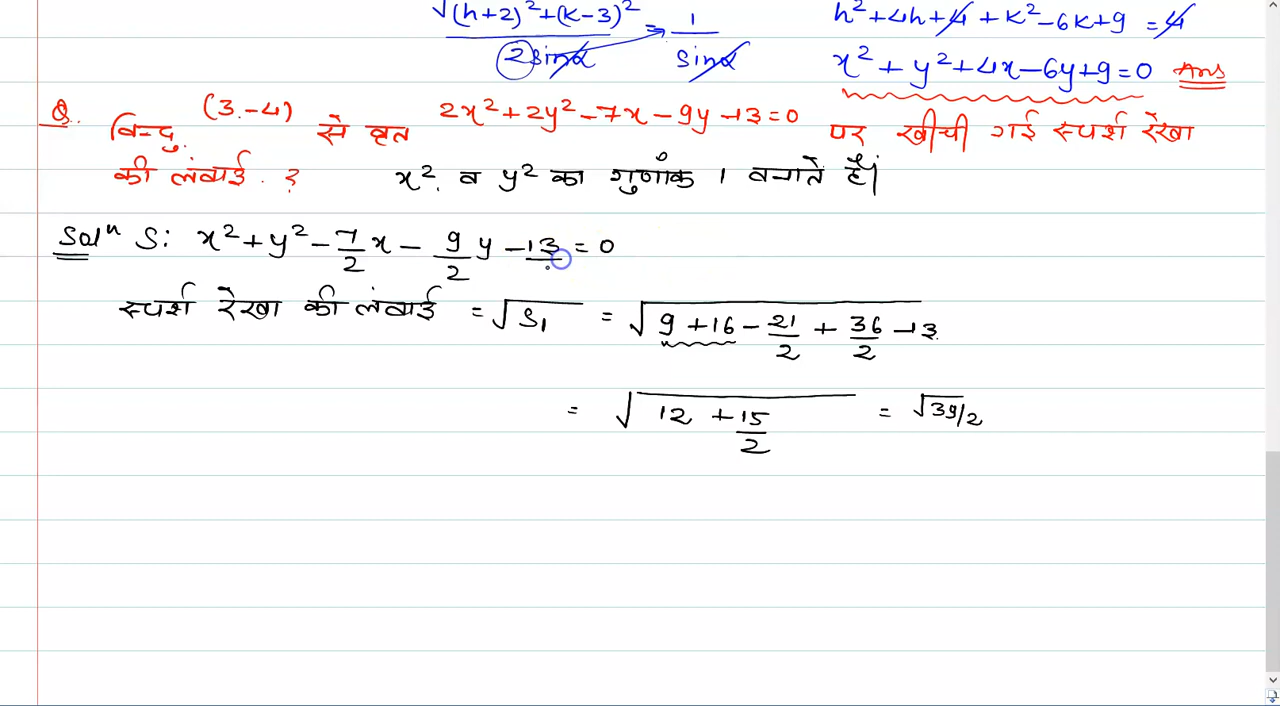 √(h+2)²+(k-3)² / 2sinα = 1 / sinα
h²+4h+4+k²-6k+9 = 4
x²+y²+4x-6y+9=0 Ans
Q. बिन्दु (3,-4) से वृत 2x²+2y²-7x-9y-13=0 पर खीची गई स्पर्श रेखा
की लंबाई ?
x² व y² का गुणांक 1 बनाते हैं।
Solⁿ S: x²+y²-7/2x-9/2y-13/ =0
स्पर्श रेखा की लंबाई = √S₁ = √9+16-21/2+36/2-13
= √12+15/2 = √39/2